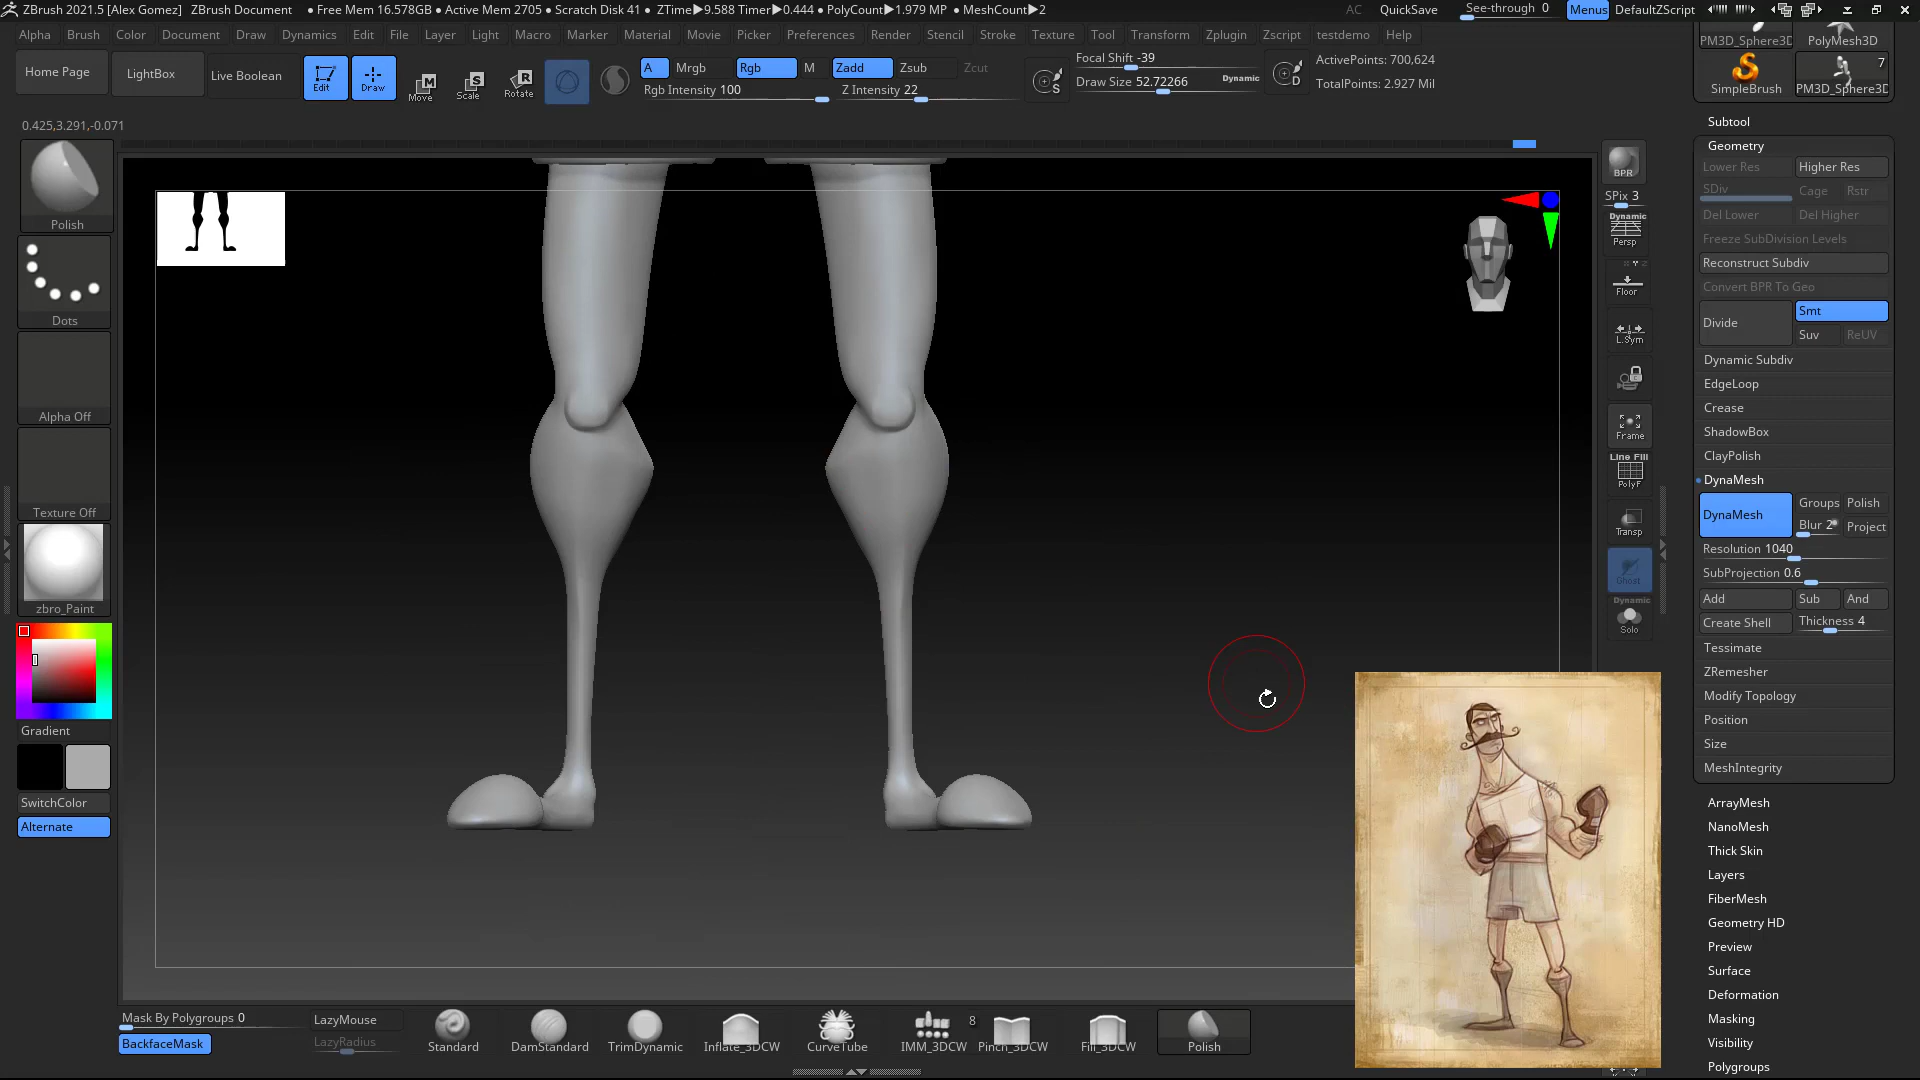 ZBrush 2021.5 [Alex Gomez] ZBrush Document • Free Mem 16.578GB • Active Mem 2705 • Scratch Disk 41 • ZTime▶9.588 Timer▶0.444 • PolyCount▶1.979 MP • MeshCount▶2 AC QuickSave See-through 0 Menus DefaultZScript
Alpha Brush Color Document Draw Dynamics Edit File Layer Light Macro Marker Material Movie Picker Preferences Render Stencil Stroke Texture Tool Transform Zplugin Zscript testdemo Help
Home Page LightBox Live Boolean Edit Draw Move Scale Rotate
A Mrgb Rgb M Zadd Zsub Zcut
Rgb Intensity 100 Z Intensity 22
S Focal Shift -39
Draw Size 52.72266 Dynamic D
ActivePoints: 700,624
TotalPoints: 2.927 Mil
0.425,3.291,-0.071
Polish
Dots
Alpha Off
Texture Off
zbro_Paint
Gradient
SwitchColor
Alternate
BPR
SPix 3
Dynamic
Persp
Floor
L.Sym
Frame
Line Fill
PolyF
Transp
Ghost
Dynamic
Solo
PM3D_Sphere3D PolyMesh3D
7
SimpleBrush PM3D_Sphere3D
Subtool
Geometry
Lower Res Higher Res
SDiv Cage Rstr
Del Lower Del Higher
Freeze SubDivision Levels
Reconstruct Subdiv
Convert BPR To Geo
Divide Smt
Suv ReUV
Dynamic Subdiv
EdgeLoop
Crease
ShadowBox
ClayPolish
DynaMesh
DynaMesh Groups Polish
Blur 2 Project
Resolution 1040
SubProjection 0.6
Add Sub And
Create Shell Thickness 4
Tessimate
ZRemesher
Modify Topology
Position
Size
MeshIntegrity
ArrayMesh
NanoMesh
Thick Skin
Layers
FiberMesh
Geometry HD
Preview
Surface
Deformation
Masking
Visibility
Polygroups
Mask By Polygroups 0
BackfaceMask
LazyMouse
LazyRadius
Standard DamStandard TrimDynamic Inflate_3DCW CurveTube IMM_3DCW 8 Pinch_3DCW Fill_3DCW Polish